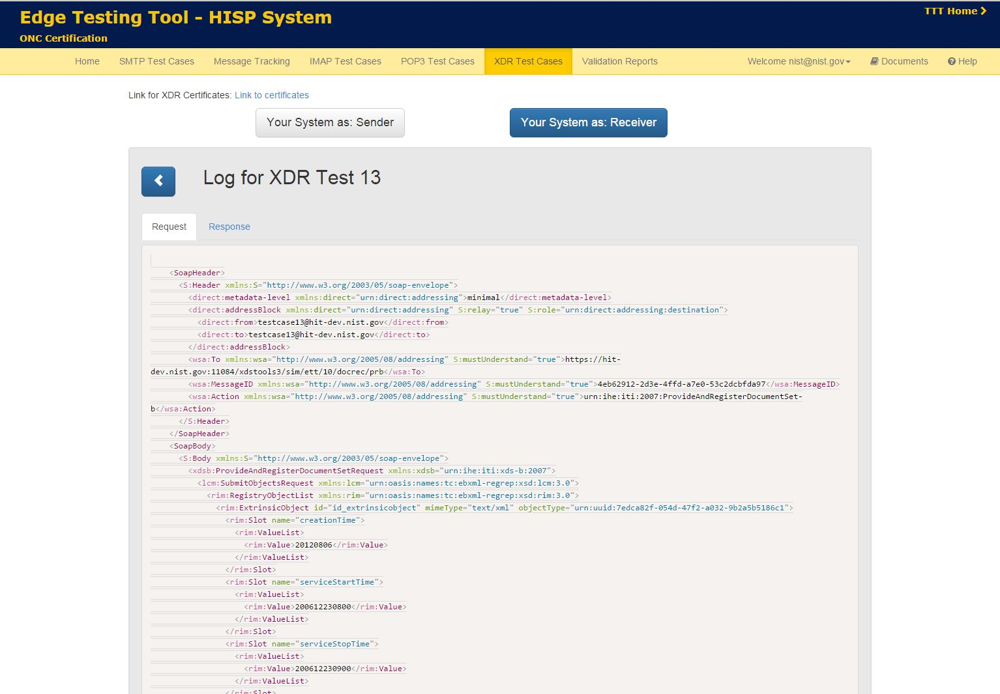 Edge Testing Tool - HISP System
TTT Home
ONC Certification
Home SMTP Test Cases Message Tracking IMAP Test Cases POP3 Test Cases XDR Test Cases Validation Reports Welcome nist@nist.gov Documents Help
Link for XDR Certificates: Link to certificates
Your System as: Sender Your System as: Receiver
Log for XDR Test 13
Request Response
<SoapHeader>
<S:Header xmlns:S="http://www.w3.org/2003/05/soap-envelope">
<direct:metadata-level xmlns:direct="urn:direct:addressing">minimal</direct:metadata-level>
<direct:addressBlock xmlns:direct="urn:direct:addressing" S:relay="true" S:role="urn:direct:addressing:destination">
<direct:from>testcase13@hit-dev.nist.gov</direct:from>
<direct:to>testcase13@hit-dev.nist.gov</direct:to>
</direct:addressBlock>
<wsa:To xmlns:wsa="http://www.w3.org/2005/08/addressing" S:mustUnderstand="true">https://hit-
dev.nist.gov:11084/xdstools3/sim/ett/10/docrec/prb</wsa:To>
<wsa:MessageID xmlns:wsa="http://www.w3.org/2005/08/addressing" S:mustUnderstand="true">4eb62912-2d3e-4ffd-a7e0-53c2dcbfda97</wsa:MessageID>
<wsa:Action xmlns:wsa="http://www.w3.org/2005/08/addressing" S:mustUnderstand="true">urn:ihe:iti:2007:ProvideAndRegisterDocumentSet-
b</wsa:Action>
</S:Header>
</SoapHeader>
<SoapBody>
<S:Body xmlns:S="http://www.w3.org/2003/05/soap-envelope">
<xdsb:ProvideAndRegisterDocumentSetRequest xmlns:xdsb="urn:ihe:iti:xds-b:2007">
<lcm:SubmitObjectsRequest xmlns:lcm="urn:oasis:names:tc:ebxml-regrep:xsd:lcm:3.0">
<rim:RegistryObjectList xmlns:rim="urn:oasis:names:tc:ebxml-regrep:xsd:rim:3.0">
<rim:ExtrinsicObject id="id_extrinsicobject" mimeType="text/xml" objectType="urn:uuid:7edca82f-054d-47f2-a032-9b2a5b5186c1">
<rim:Slot name="creationTime">
<rim:ValueList>
<rim:Value>20120806</rim:Value>
</rim:ValueList>
</rim:Slot>
<rim:Slot name="serviceStartTime">
<rim:ValueList>
<rim:Value>200612230800</rim:Value>
</rim:ValueList>
</rim:Slot>
<rim:Slot name="serviceStopTime">
<rim:ValueList>
<rim:Value>200612230900</rim:Value>
</rim:ValueList>
</rim:Slot>